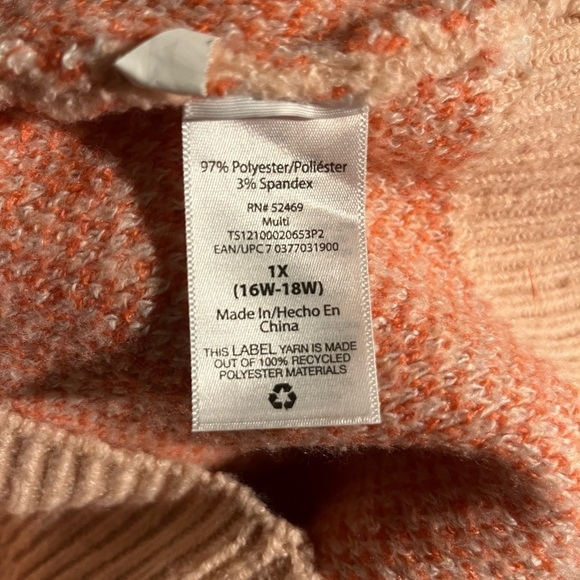 97% Polyester/Poliéster
3% Spandex
RN# 52469
Multi
TS12100020653P2
EAN/UPC 7 0377031900
1X
(16W-18W)
Made In/Hecho En
China
THIS LABEL YARN IS MADE
OUT OF 100% RECYCLED
POLYESTER MATERIALS